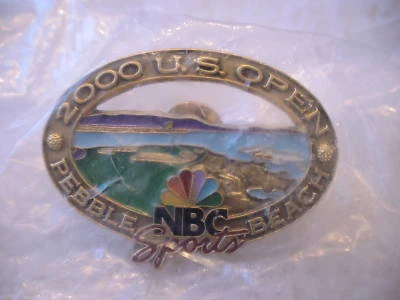 2000 U.S. OPEN
PEBBLE BEACH
NBC
Sports